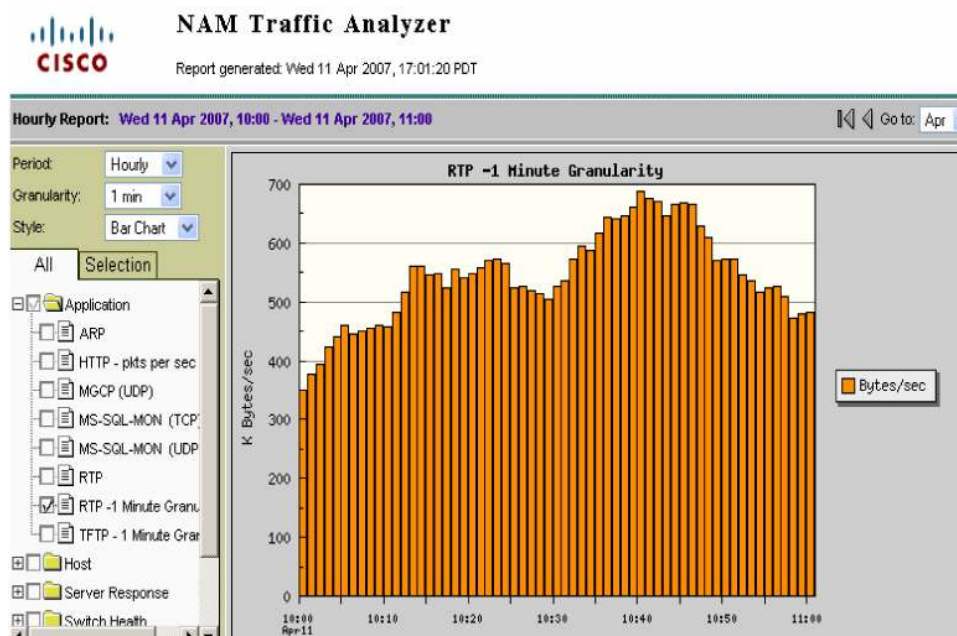 CISCO
NAM Traffic Analyzer
Report generated: Wed 11 Apr 2007, 17:01:20 PDT
Hourly Report: Wed 11 Apr 2007, 10:00 - Wed 11 Apr 2007, 11:00
Go to: Apr
Period: Hourly
Granularity: 1 min
Style: Bar Chart
All Selection
Application
ARP
HTTP - pkts per sec
MGCP (UDP)
MS-SQL-MON (TCP)
MS-SQL-MON (UDP
RTP
RTP -1 Minute Granu
TFTP - 1 Minute Grar
Host
Server Response
Switch Health
RTP -1 Minute Granularity
K Bytes/sec
700
600
500
400
300
200
100
0
10:00 10:10 10:20 10:30 10:40 10:50 11:00
Apr11
Bytes/sec